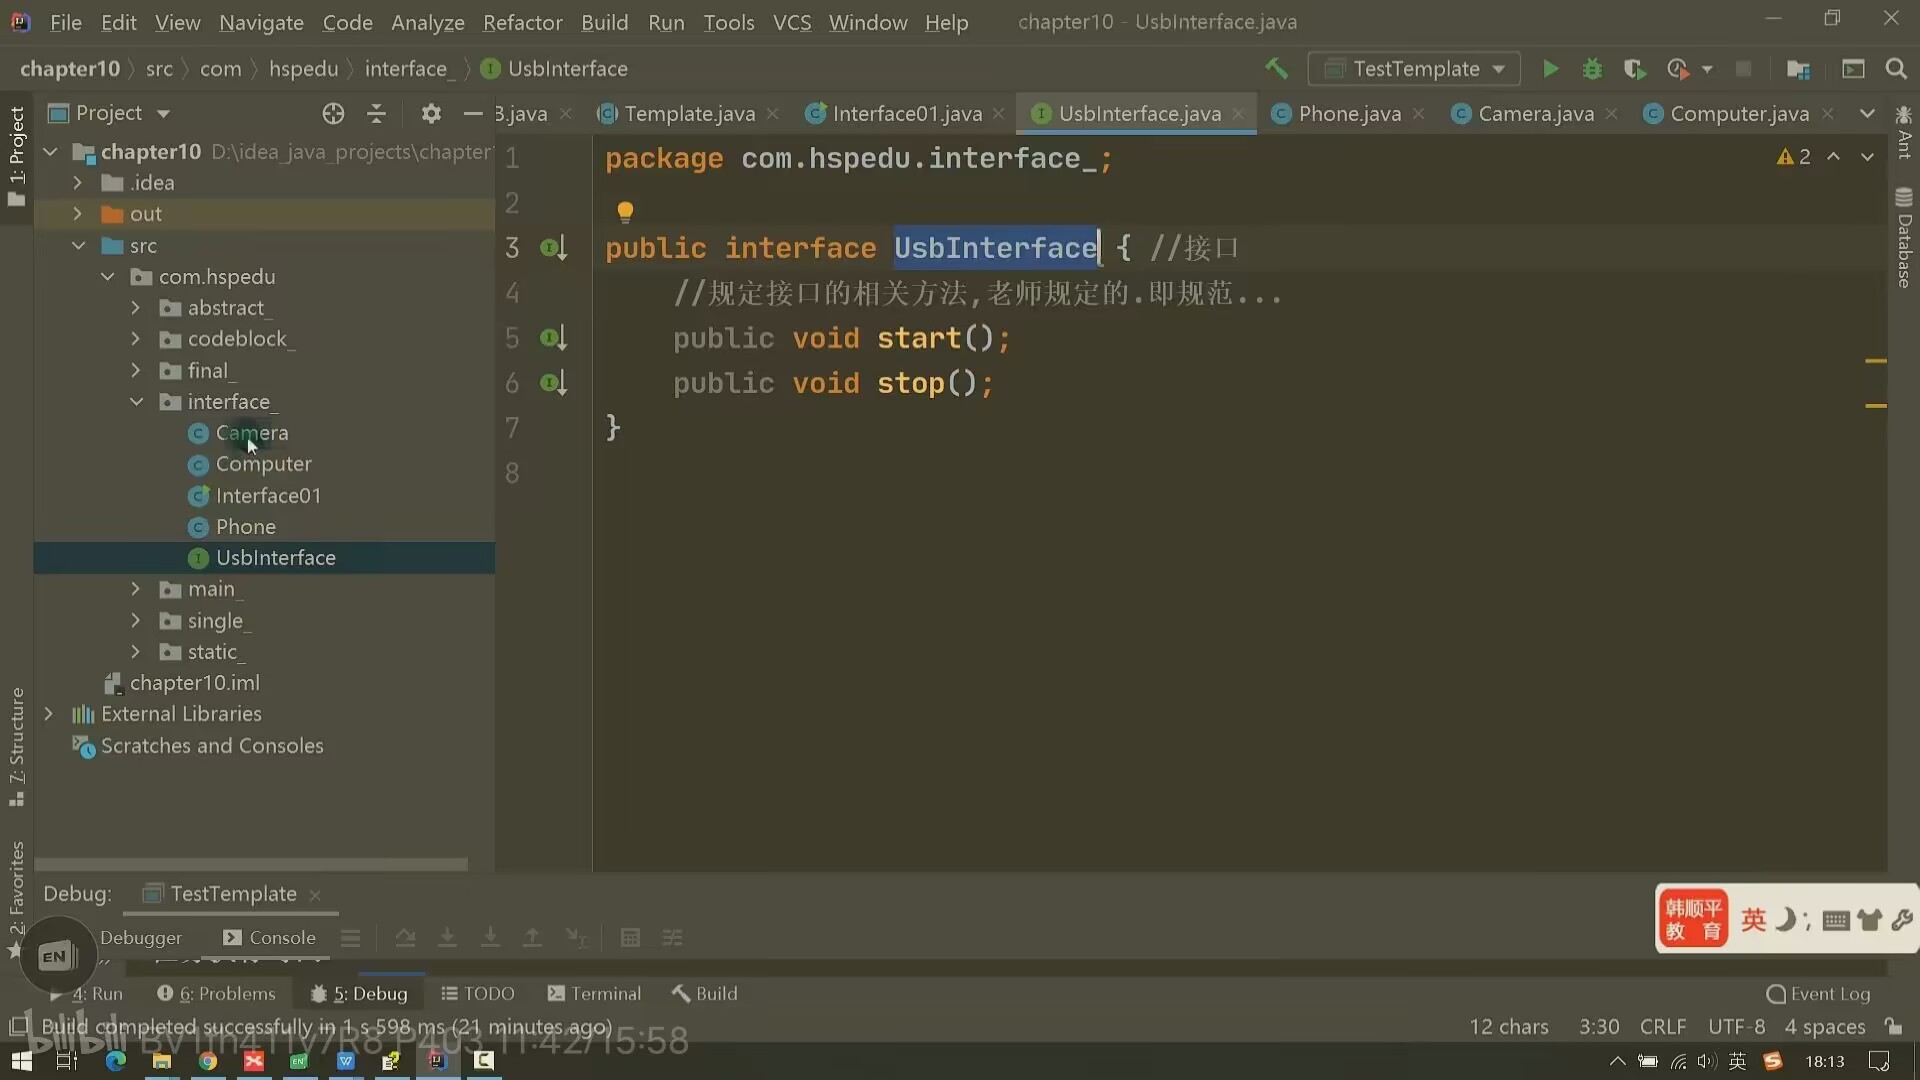 File Edit View Navigate Code Analyze Refactor Build Run Tools VCS Window Help chapter10 - UsbInterface.java
chapter10 src com hspedu interface_ UsbInterface TestTemplate
Project B.java Template.java Interface01.java UsbInterface.java Phone.java Camera.java Computer.java
1: Project
Ant
Database
chapter10 D:\idea_java_projects\chapter
.idea
out
src
com.hspedu
abstract_
codeblock_
final_
interface_
Camera
Computer
Interface01
Phone
UsbInterface
main_
single_
static_
chapter10.iml
External Libraries
Scratches and Consoles
7: Structure
2: Favorites
1 package com.hspedu.interface_; 2
2
3 public interface UsbInterface { //接口
4 //规定接口的相关方法,老师规定的.即规范...
5 public void start();
6 public void stop();
7 }
8
Debug: TestTemplate
Debugger Console
EN
韩顺平
教 育
英
4: Run 6: Problems 5: Debug TODO Terminal Build Event Log
Build completed successfully in 1 s 598 ms (21 minutes ago) 12 chars 3:30 CRLF UTF-8 4 spaces
bilibili BV1fh411y7R8 P403 11:42/15:58
英 18:13